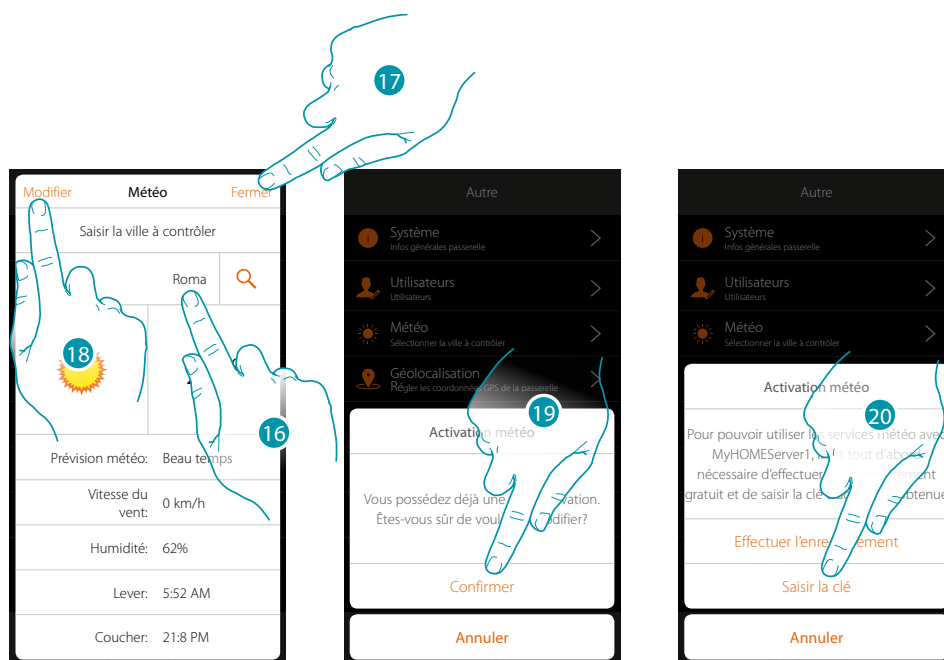 17
Modifier Météo Fermer
Saisir la ville à contrôler
Roma
18
16
Prévision météo: Beau temps
Vitesse du vent: 0 km/h
Humidité: 62%
Lever: 5:52 AM
Coucher: 21:8 PM
Autre
Système
Infos générales passerelle
Utilisateurs
Utilisateurs
Météo
Sélectionner la ville à contrôler
Géolocalisation
Régler les coordonnées GPS de la passerelle
19
Activation météo
Vous possédez déjà une
Êtes-vous sûr de
Confirmer
Annuler
Autre
Système
Infos générales passerelle
Utilisateurs
Utilisateurs
Météo
Sélectionner la ville à contrôler
Activation météo
20
Pour pouvoir utiliser les services météo avec
MyHOMEServer1, tout d'abord
nécessaire d'effectuer
gratuit et de saisir la clé
Effectuer l'enregistrement
Saisir la clé
Annuler